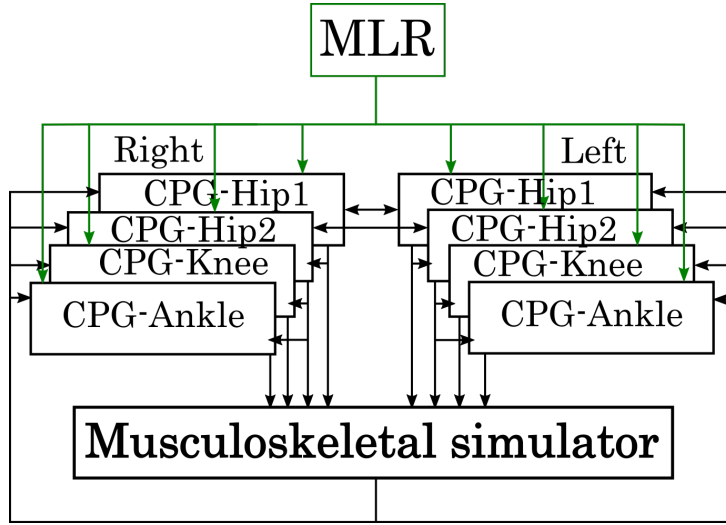 MLR
Right
Left
CPG-Hip1
CPG-Hip1
CPG-Hip2
CPG-Hip2
CPG-Knee
CPG-Knee
CPG-Ankle
CPG-Ankle
Musculoskeletal simulator